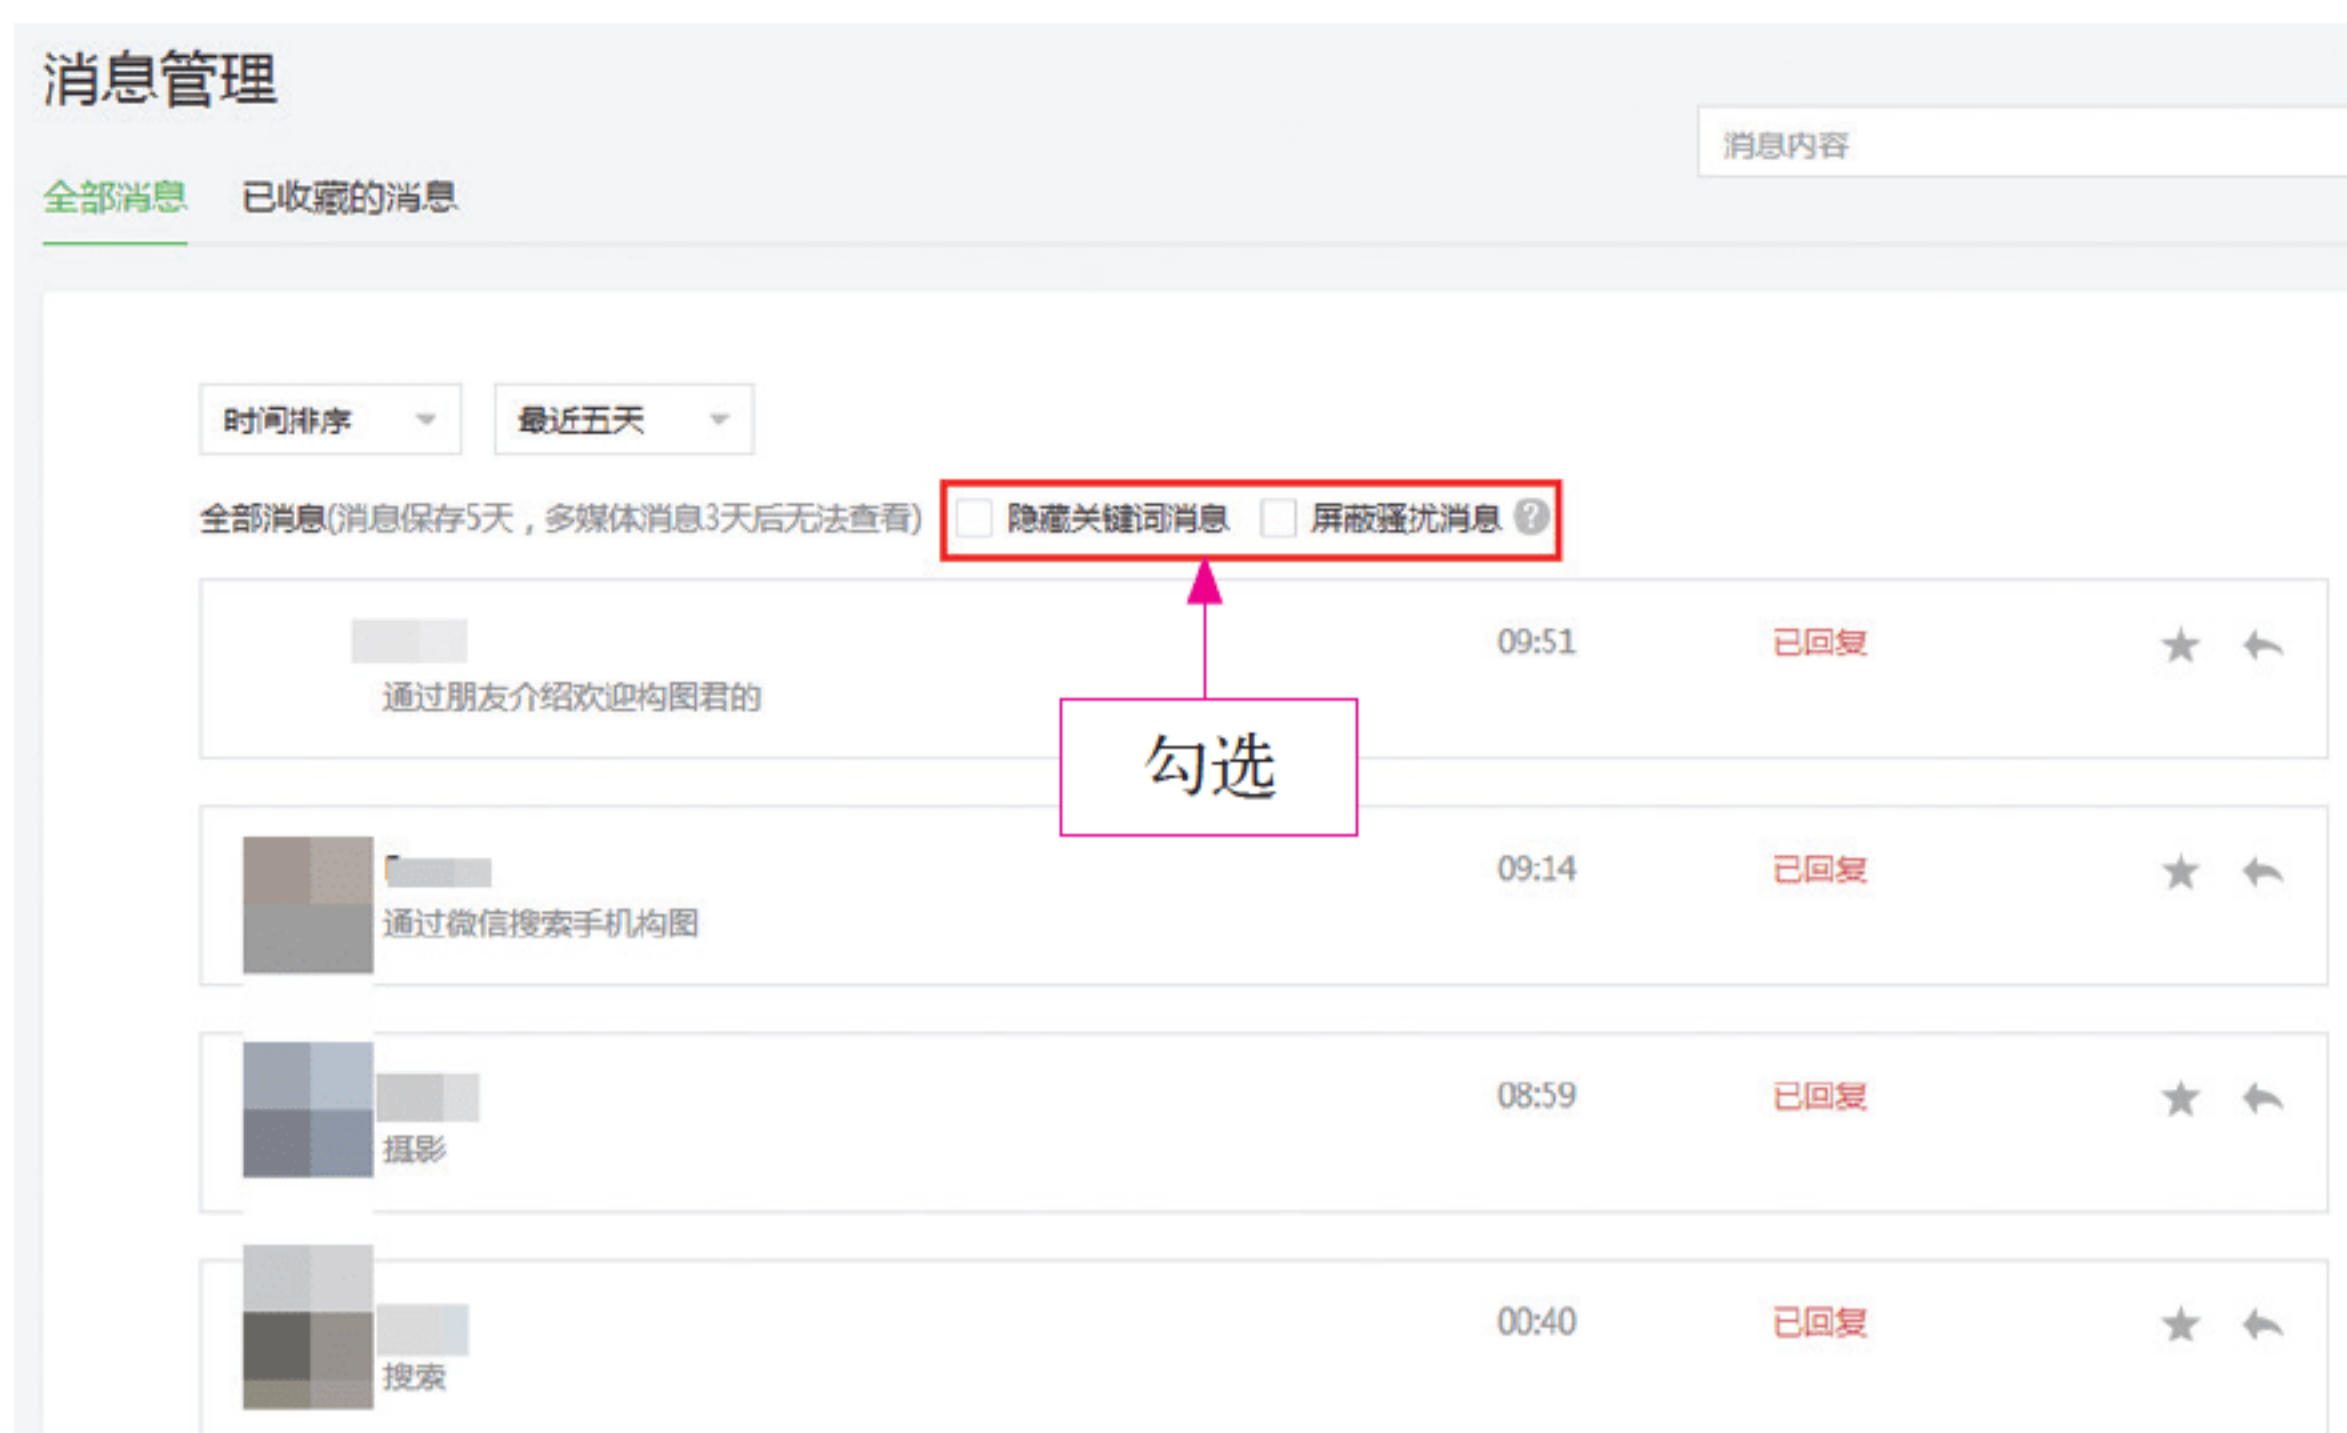 消息管理
消息内容
全部消息 已收藏的消息
时间排序 最近五天
全部消息(消息保存5天，多媒体消息3天后无法查看) 隐藏关键词消息 屏蔽骚扰消息 ?
09:51 已回复
通过朋友介绍欢迎构图君的
勾选
09:14 已回复
通过微信搜索手机构图
08:59 已回复
摄影
00:40 已回复
搜索